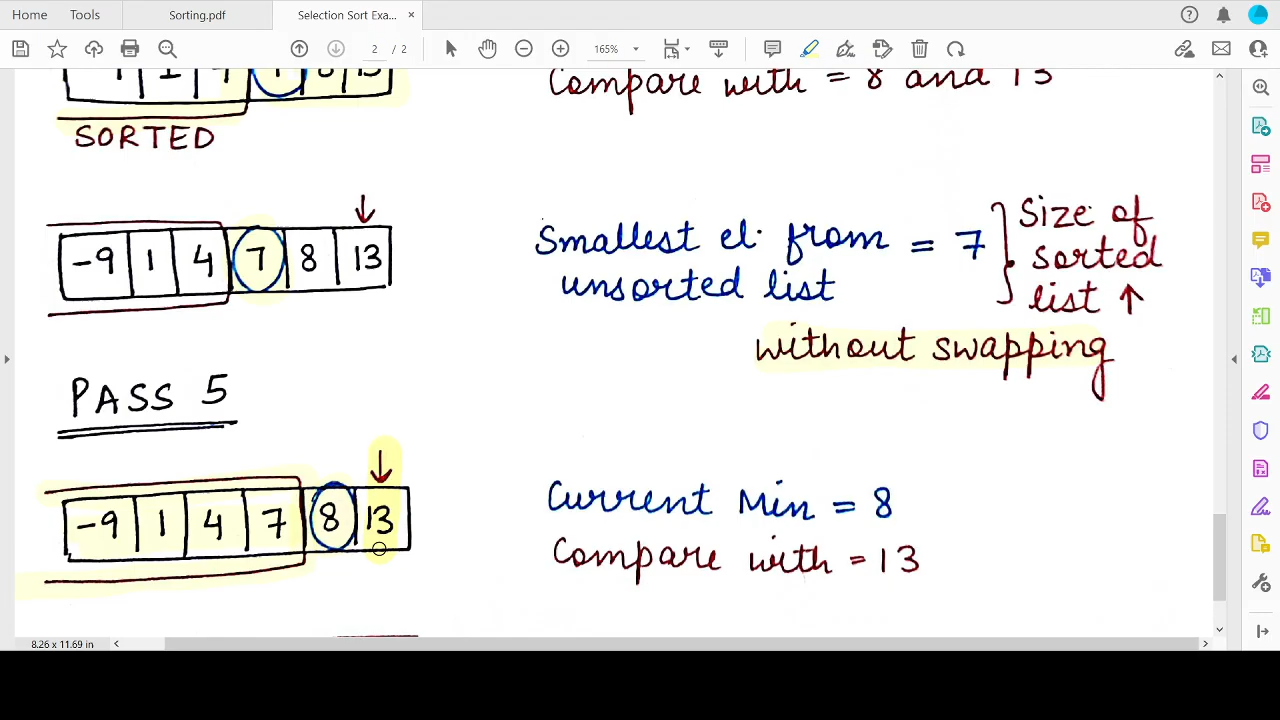 Home Tools Sorting.pdf Selection Sort Exa... ×
2 / 2 165%
13
Compare with = 8 and 13
SORTED
-9 1 4 7 8 13
Smallest el. from = 7
unsorted list
Size of
sorted
list ↑
without swapping
PASS 5
-9 1 4 7 8 13
Current Min = 8
Compare with = 13
8.26 x 11.69 in